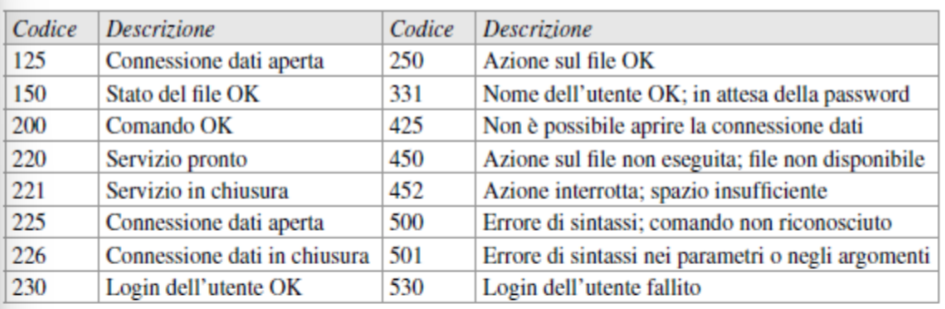 Codice Descrizione Codice Descrizione
125 Connessione dati aperta 250 Azione sul file OK
150 Stato del file OK 331 Nome dell'utente OK; in attesa della password
200 Comando OK 425 Non è possibile aprire la connessione dati
220 Servizio pronto 450 Azione sul file non eseguita; file non disponibile
221 Servizio in chiusura 452 Azione interrotta; spazio insufficiente
225 Connessione dati aperta 500 Errore di sintassi; comando non riconosciuto
226 Connessione dati in chiusura 501 Errore di sintassi nei parametri o negli argomenti
230 Login dell'utente OK 530 Login dell'utente fallito